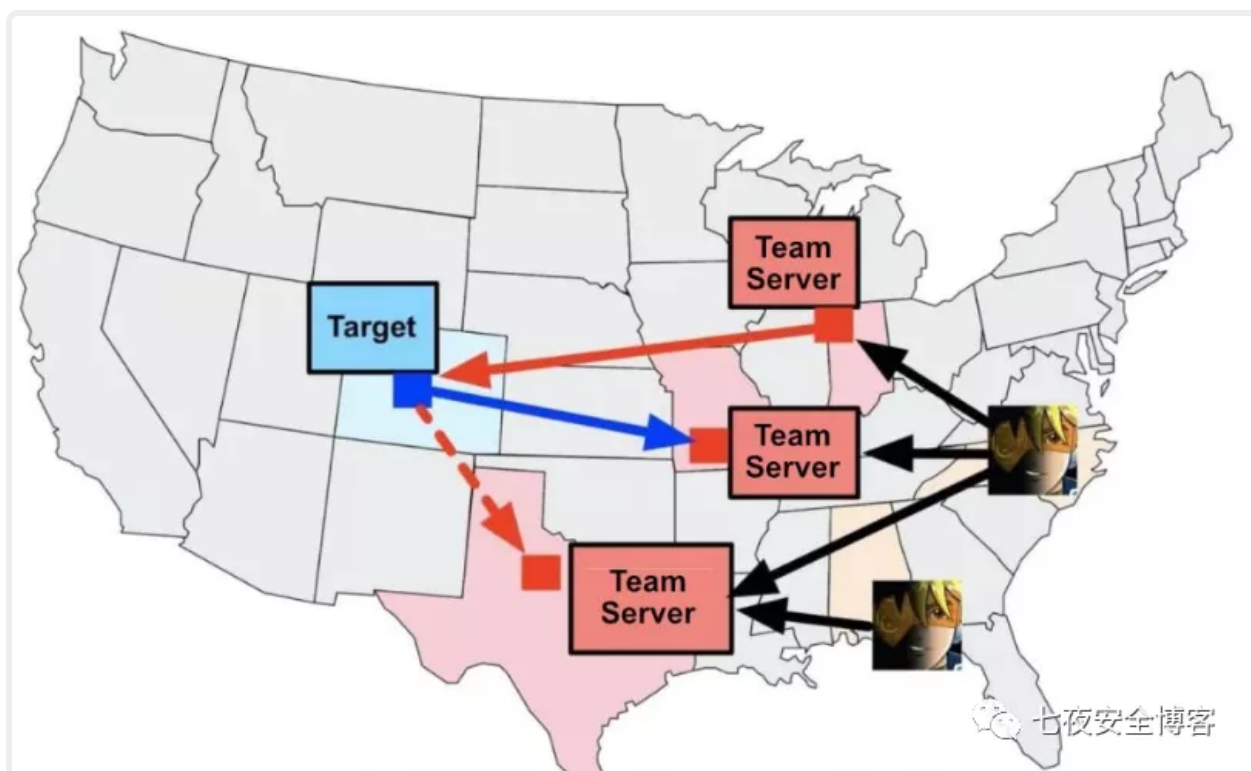 Team
Server
Target
Team
Server
Team
Server
七夜安全博客